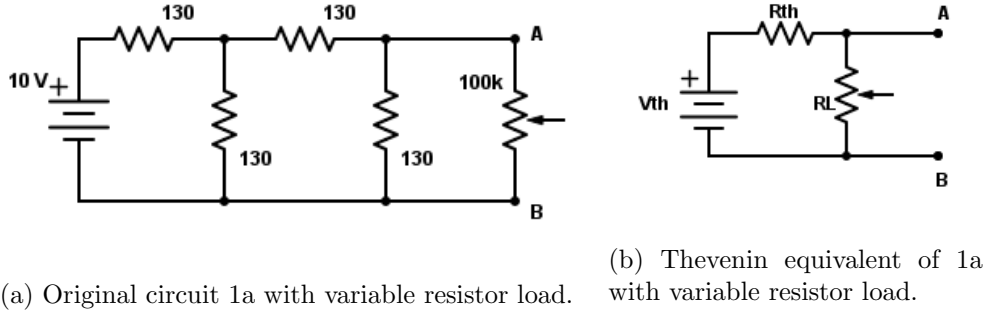 130
130
10 V
+
A
100k
130
130
B
Rth
A
+
Vth
RL
B
(a) Original circuit 1a with variable resistor load.
(b) Thevenin equivalent of 1a
with variable resistor load.